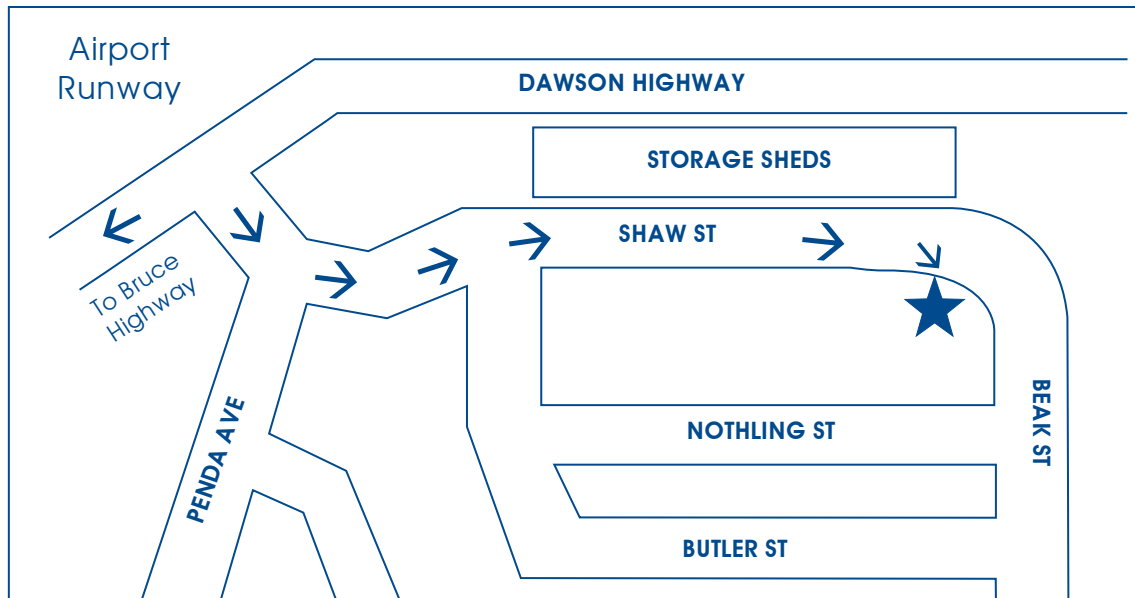 Airport
Runway
DAWSON HIGHWAY
STORAGE SHEDS
SHAW ST
To Bruce
Highway
BEAK ST
PENDA AVE
NOTHLING ST
BUTLER ST